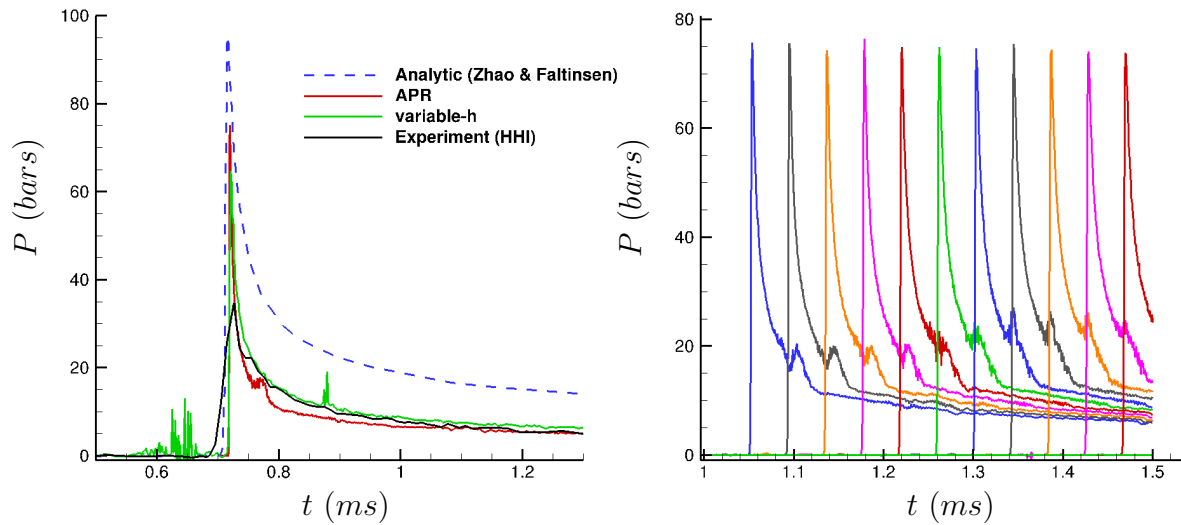 100
80
60
40
20
0
P (bars)
0.6
0.8
1
1.2
t (ms)
Analytic (Zhao & Faltinsen)
APR
variable-h
Experiment (HHI)
80
60
40
20
0
P (bars)
1
1.1
1.2
1.3
1.4
1.5
t (ms)